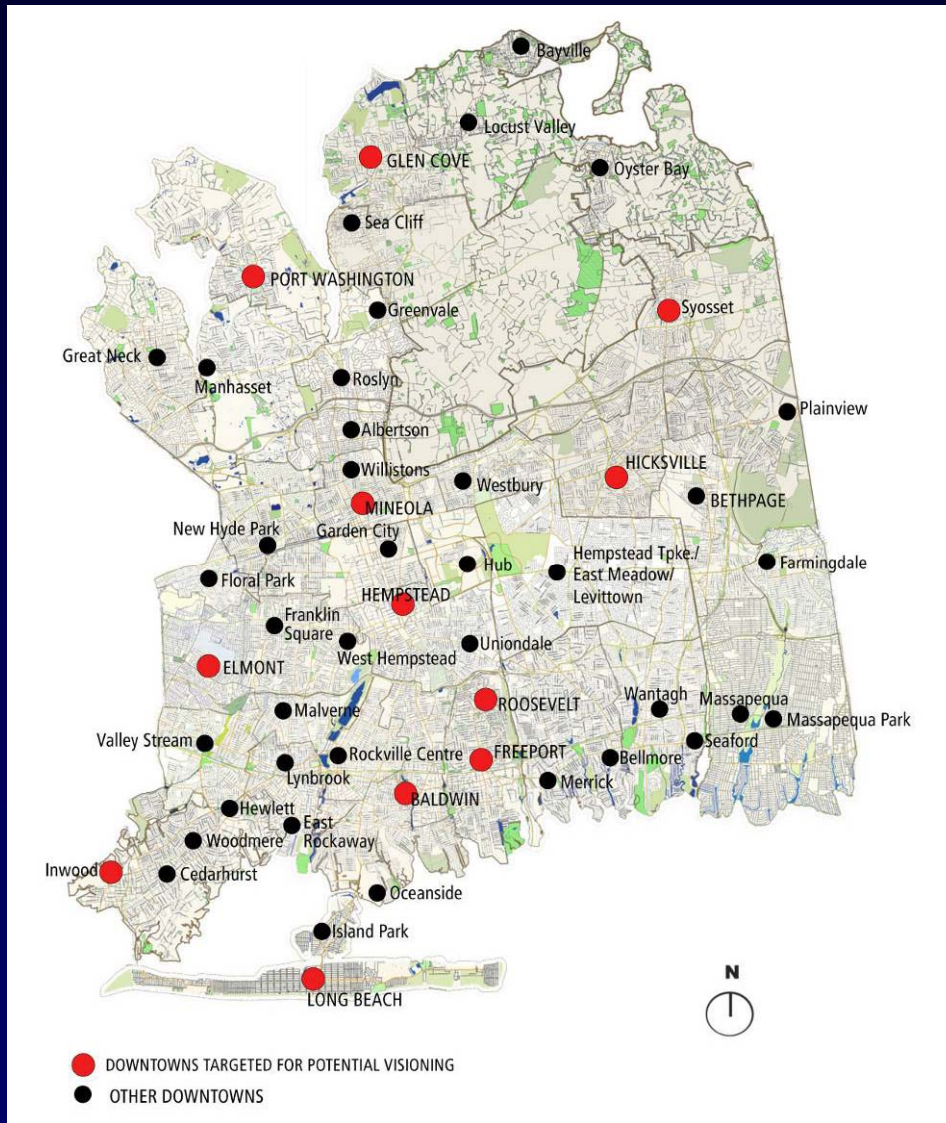 Bayville
Locust Valley
GLEN COVE
Oyster Bay
Sea Cliff
PORT WASHINGTON
Greenvale
Syosset
Great Neck
Manhasset
Roslyn
Plainview
Albertson
Willistons
HICKSVILLE
Westbury
BETHPAGE
MINEOLA
New Hyde Park
Garden City
Hub
Hempstead Tpke./
East Meadow/
Levittown
Farmingdale
Floral Park
HEMPSTEAD
Franklin
Square
West Hempstead
Uniondale
ELMONT
ROOSEVELT
Wantagh
Massapequa
Malverne
Massapequa Park
Valley Stream
Rockville Centre
FREEPORT
Seaford
Lynbrook
Bellmore
Merrick
BALDWIN
Hewlett
East
Rockaway
Woodmere
Inwood
Cedarhurst
Oceanside
Island Park
LONG BEACH
N
DOWNTOWNS TARGETED FOR POTENTIAL VISIONING
OTHER DOWNTOWNS